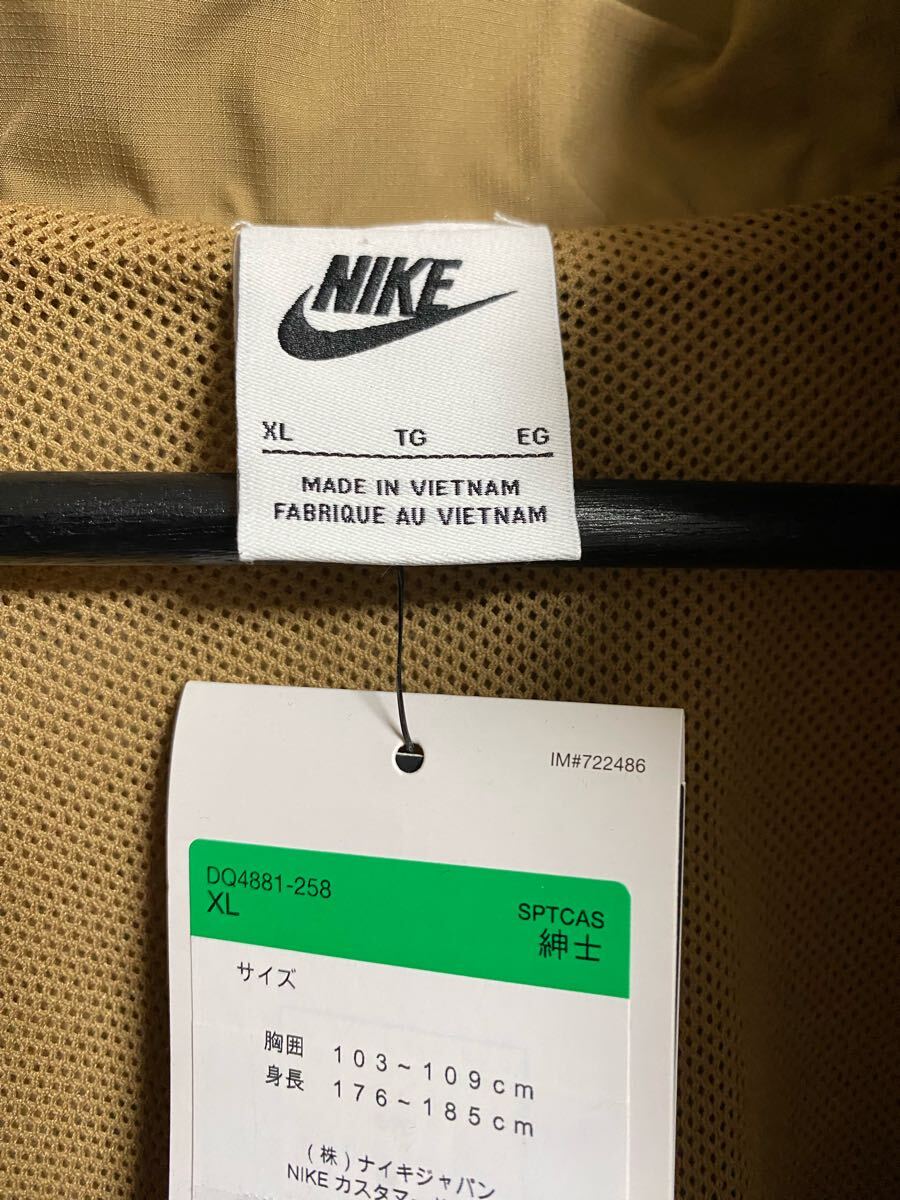 NIKE
XL TG EG
MADE IN VIETNAM
FABRIQUE AU VIETNAM
IM#722486
DQ4881-258
XL
SPTCAS
紳士
サイズ
胸囲 103~109cm
身長 176~185cm
(株)ナイキジャパン
NIKE カスタマー